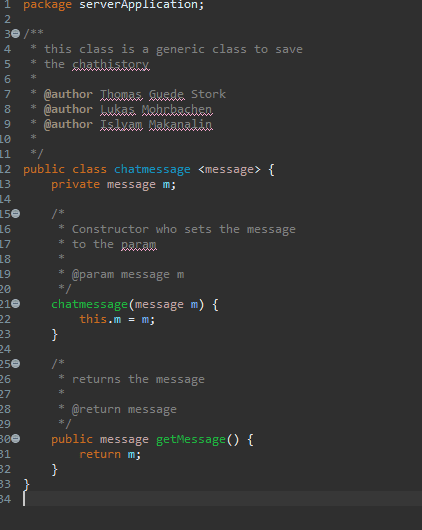 1 package serverApplication;
2
3 /**
4  * this class is a generic class to save
5  * the chathistory
6  *
7  * @author Thomas Guede Stork
8  * @author Lukas Mohrbachen
9  * @author Islyam Makanalin
10  *
11  */
12 public class chatmessage <message> {
13     private message m;
14
15     /*
16      * Constructor who sets the message
17      * to the param
18      *
19      * @param message m
20      */
21     chatmessage(message m) {
22         this.m = m;
23     }
24
25     /*
26      * returns the message
27      *
28      * @return message
29      */
30     public message getMessage() {
31         return m;
32     }
33 }
34